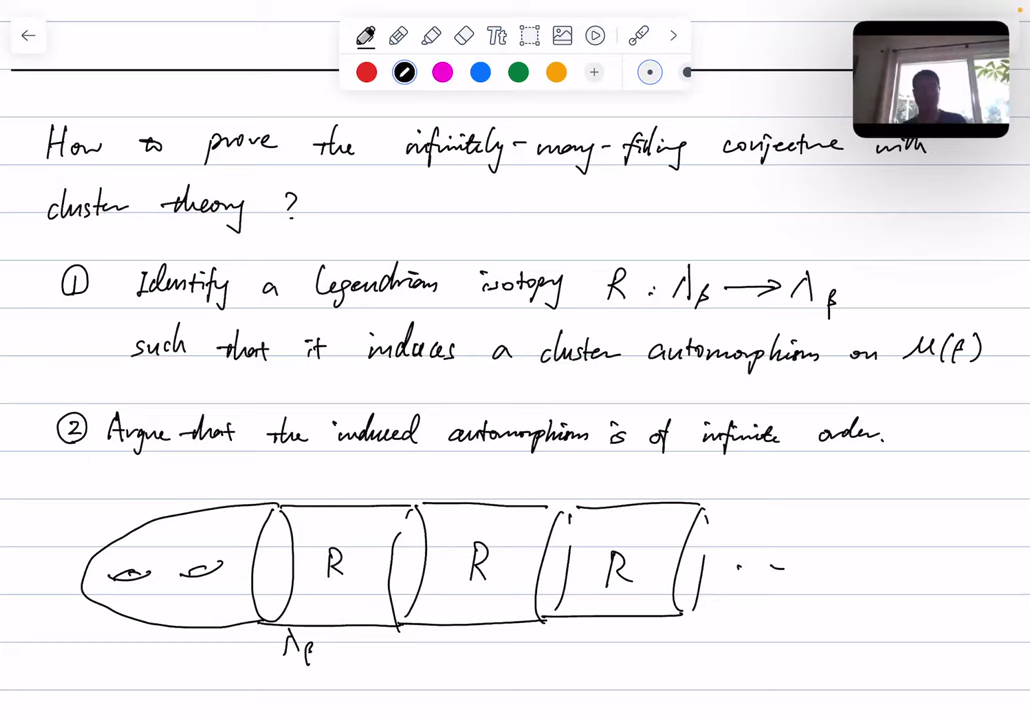 How to prove the infinitely-many-filling conjecture with
cluster theory?
① Identify a Legendrian isotopy R : Λβ ⟶ Λβ
such that it induces a cluster automorphism on M(β)
② Argue that the induced automorphism is of infinite order.
R R R ...
Λβ